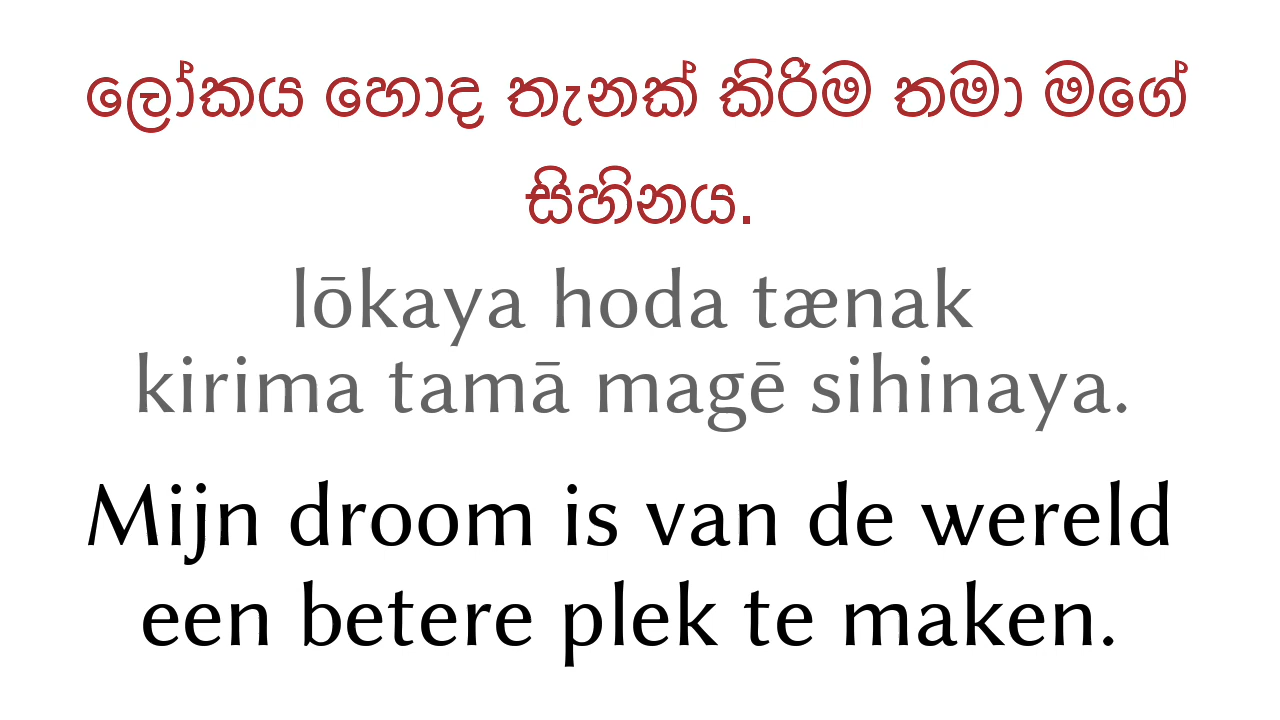 ලෝකය හොද තැනක් කිරිම තමා මගේ
සිහිනය.
lōkaya hoda tænak
kirima tamā magē sihinaya.
Mijn droom is van de wereld
een betere plek te maken.